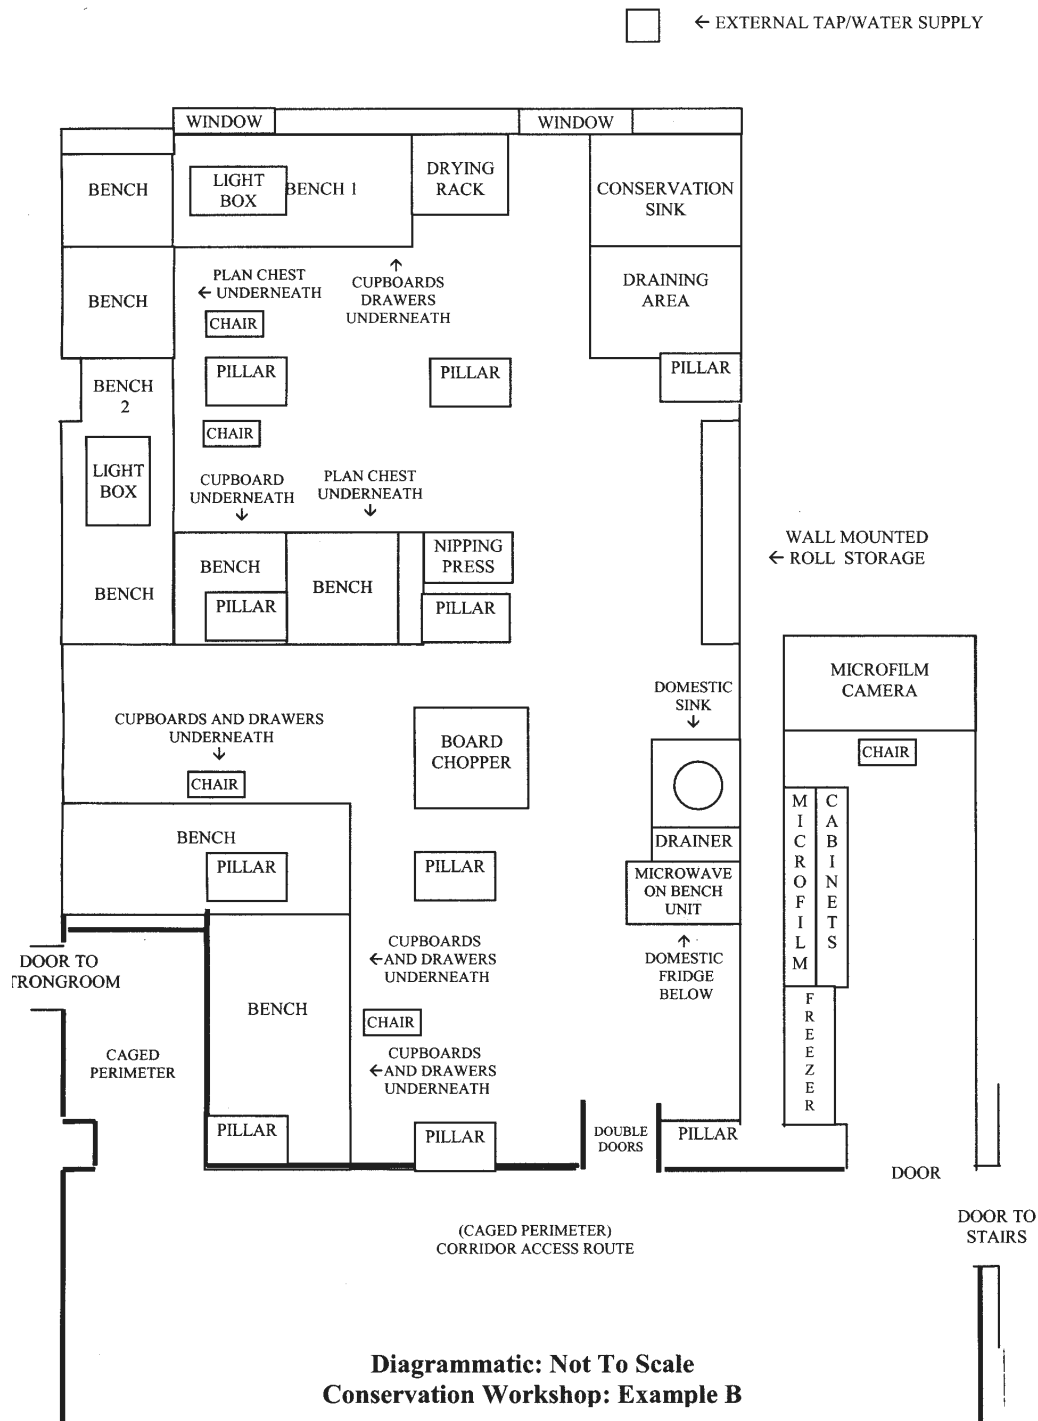 ← EXTERNAL TAP/WATER SUPPLY
WINDOW
WINDOW
BENCH
LIGHT
BOX
BENCH 1
DRYING
RACK
CONSERVATION
SINK
BENCH
PLAN CHEST
← UNDERNEATH
↑
CUPBOARDS
DRAWERS
UNDERNEATH
DRAINING
AREA
CHAIR
PILLAR
PILLAR
PILLAR
BENCH
2
CHAIR
LIGHT
BOX
CUPBOARD
UNDERNEATH
↓
PLAN CHEST
UNDERNEATH
↓
WALL MOUNTED
← ROLL STORAGE
BENCH
BENCH
BENCH
NIPPING
PRESS
PILLAR
PILLAR
MICROFILM
CAMERA
DOMESTIC
SINK
↓
CUPBOARDS AND DRAWERS
UNDERNEATH
↓
BOARD
CHOPPER
CHAIR
CHAIR
MICROFILM
CABINETS
BENCH
DRAINER
PILLAR
PILLAR
MICROWAVE
ON BENCH
UNIT
↑
DOMESTIC
FRIDGE
BELOW
CUPBOARDS
←AND DRAWERS
UNDERNEATH
DOOR TO
TRONGROOM
FREEZER
BENCH
CHAIR
CAGED
PERIMETER
CUPBOARDS
←AND DRAWERS
UNDERNEATH
PILLAR
PILLAR
DOUBLE
DOORS
PILLAR
DOOR
DOOR TO
STAIRS
(CAGED PERIMETER)
CORRIDOR ACCESS ROUTE
Diagrammatic: Not To Scale
Conservation Workshop: Example B